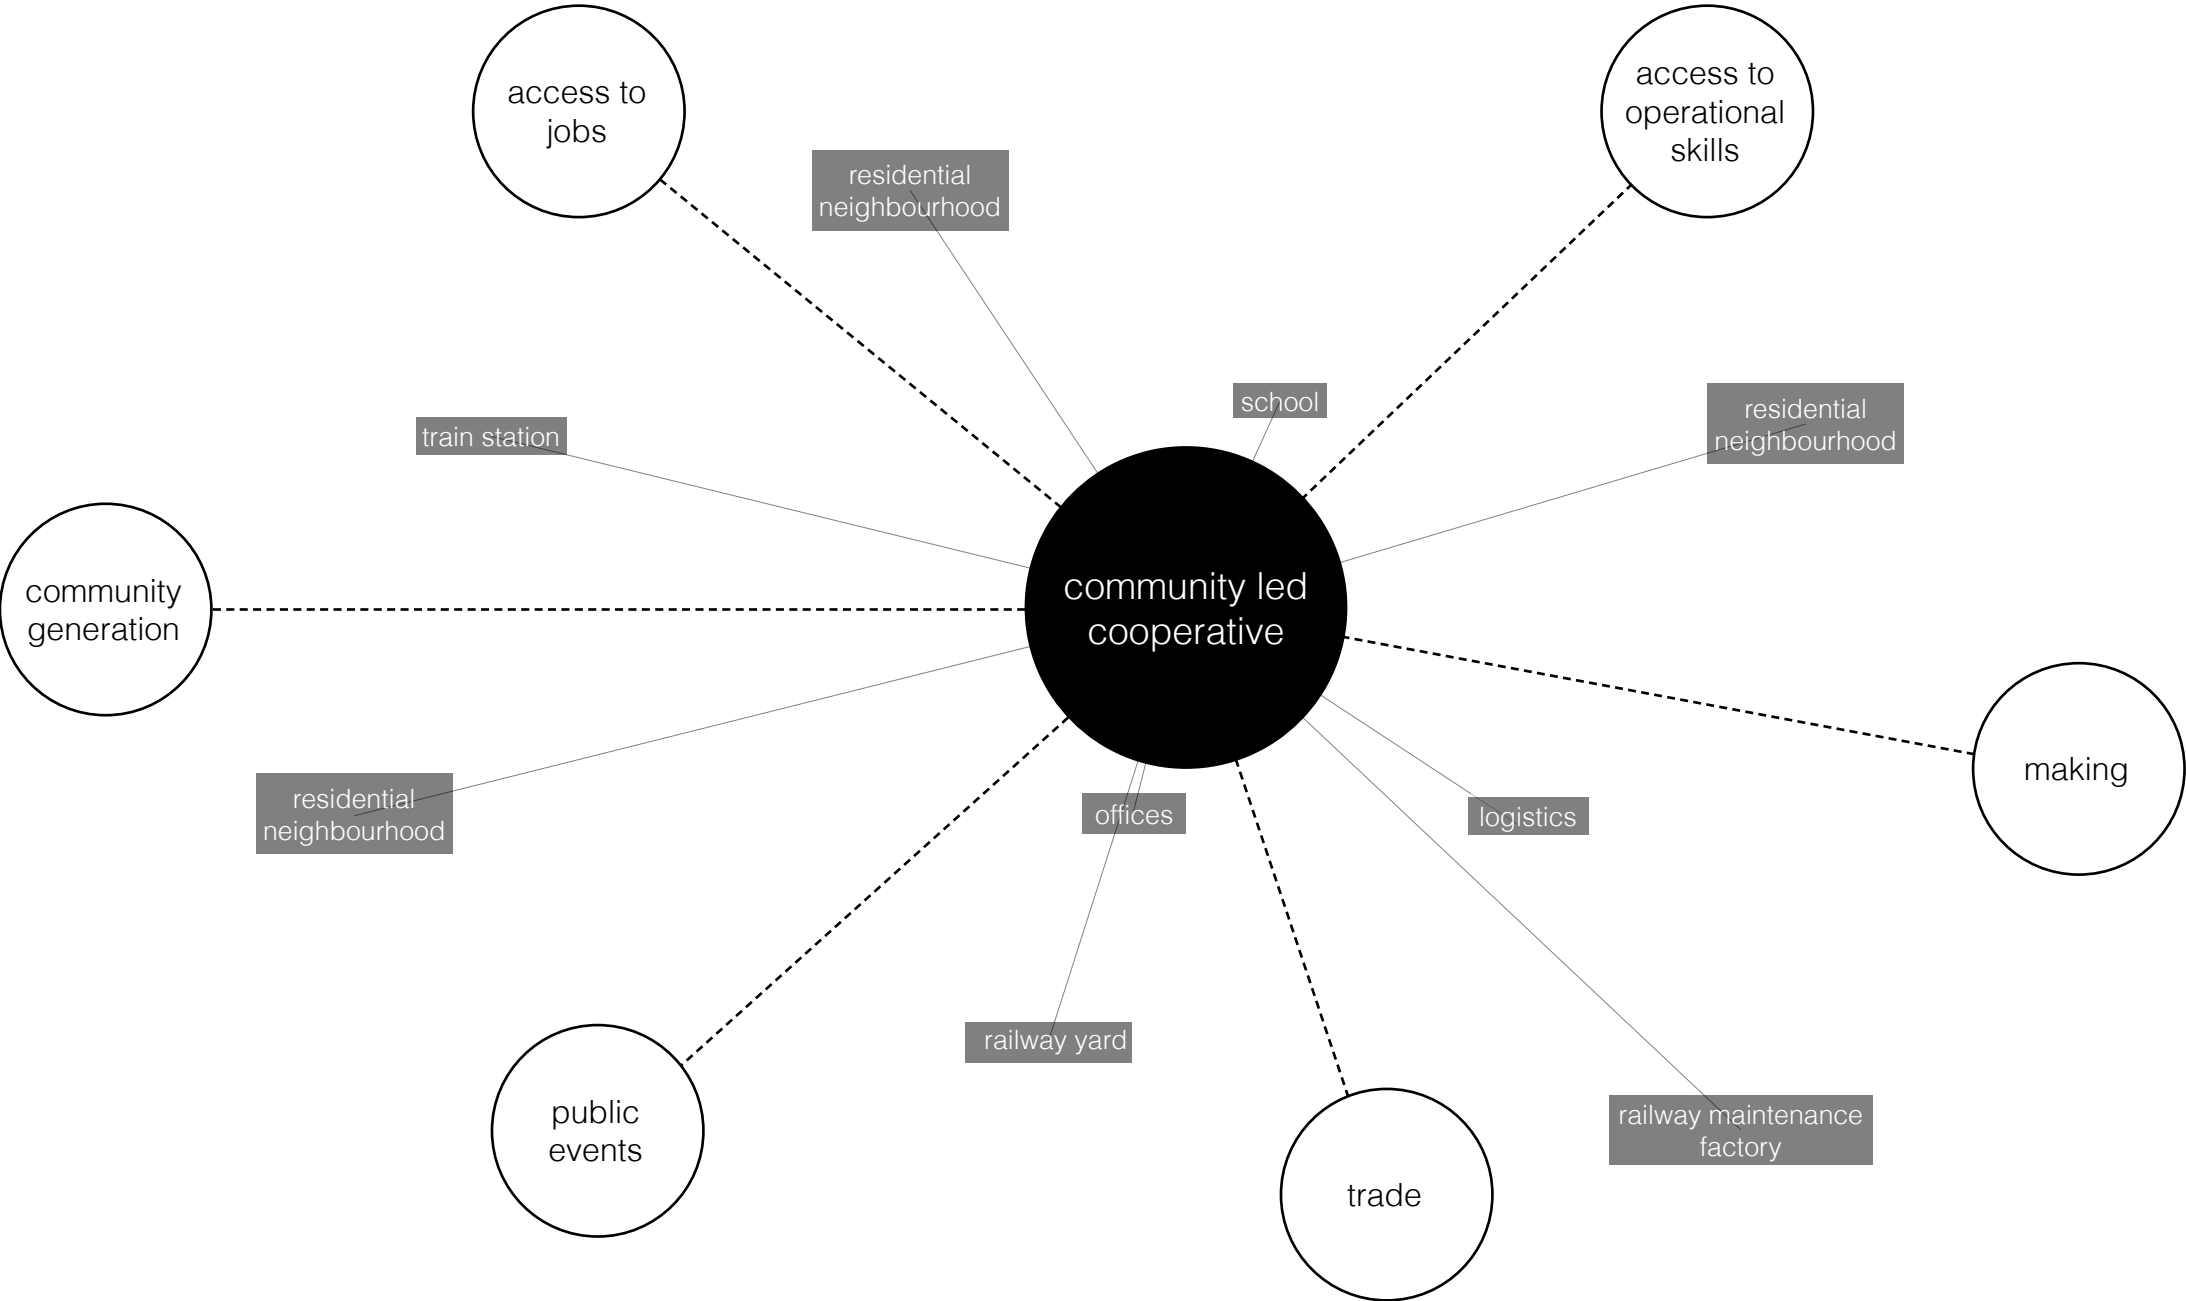 access to
jobs
access to
operational
skills
residential
neighbourhood
school
residential
neighbourhood
train station
community
generation
community led
cooperative
making
residential
neighbourhood
offices
logistics
railway yard
public
events
railway maintenance
factory
trade